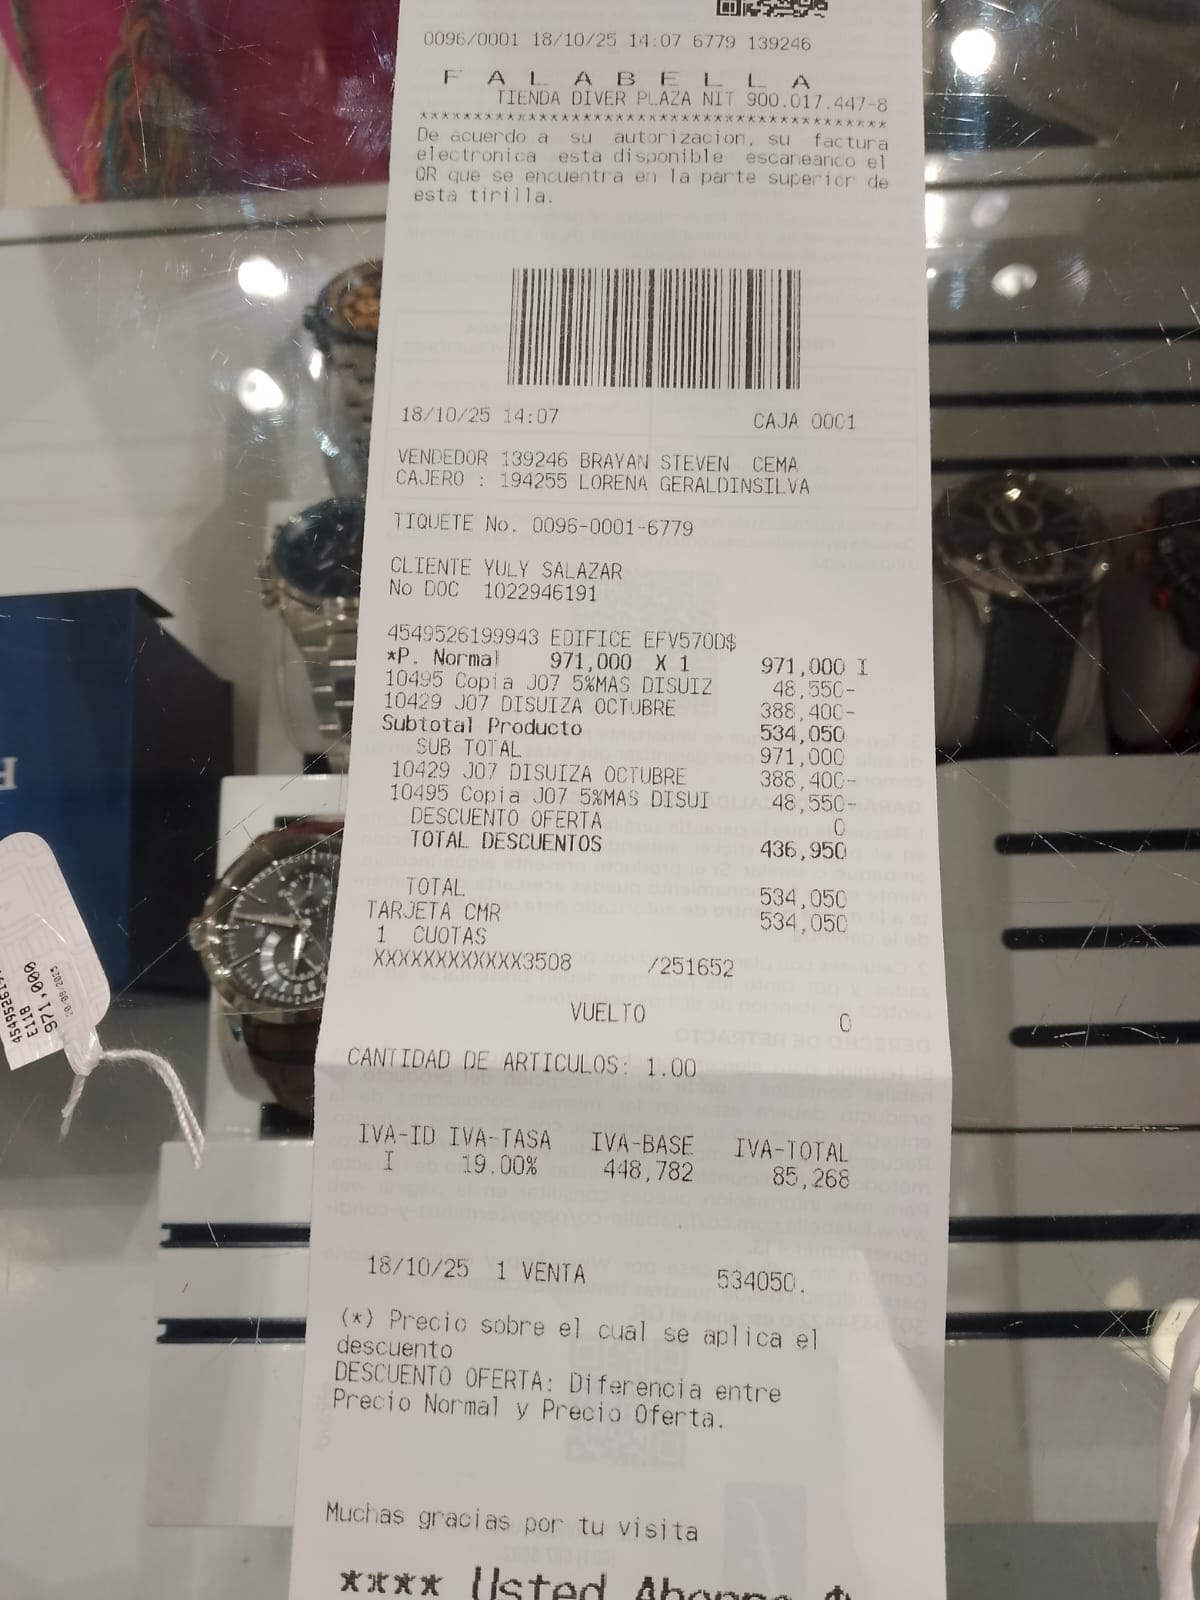 0096/0001 18/10/25 14:07 6779 139246
F A L A B E L L A
TIENDA DIVER PLAZA NIT 900.017.447-8
********************************************
De acuerdo a su autorizacion, su factura
electronica esta disponible escaneando el
QR que se encuentra en la parte superior de
esta tirilla.
18/10/25 14:07 CAJA 0001
VENDEDOR 139246 BRAYAN STEVEN CEMA
CAJERO : 194255 LORENA GERALDINSILVA
TIQUETE No. 0096-0001-6779
CLIENTE YULY SALAZAR
No DOC 1022946191
4549526199943 EDIFICE EFV570D$
*P. Normal 971,000 X 1 971,000 I
10495 Copia J07 5%MAS DISUIZ 48,550-
10429 J07 DISUIZA OCTUBRE 388,400-
Subtotal Producto 534,050
SUB TOTAL 971,000
10429 J07 DISUIZA OCTUBRE 388,400-
10495 Copia J07 5%MAS DISUI 48,550-
DESCUENTO OFERTA 0
TOTAL DESCUENTOS 436,950
TOTAL 534,050
TARJETA CMR 534,050
1 CUOTAS
XXXXXXXXXXXX3508 /251652
VUELTO 0
CANTIDAD DE ARTICULOS: 1.00
IVA-ID IVA-TASA IVA-BASE IVA-TOTAL
I 19.00% 448,782 85,268
18/10/25 1 VENTA 534050.
(*) Precio sobre el cual se aplica el
descuento
DESCUENTO OFERTA: Diferencia entre
Precio Normal y Precio Oferta.
Muchas gracias por tu visita
**** Usted Ahorro $
E118
971,000